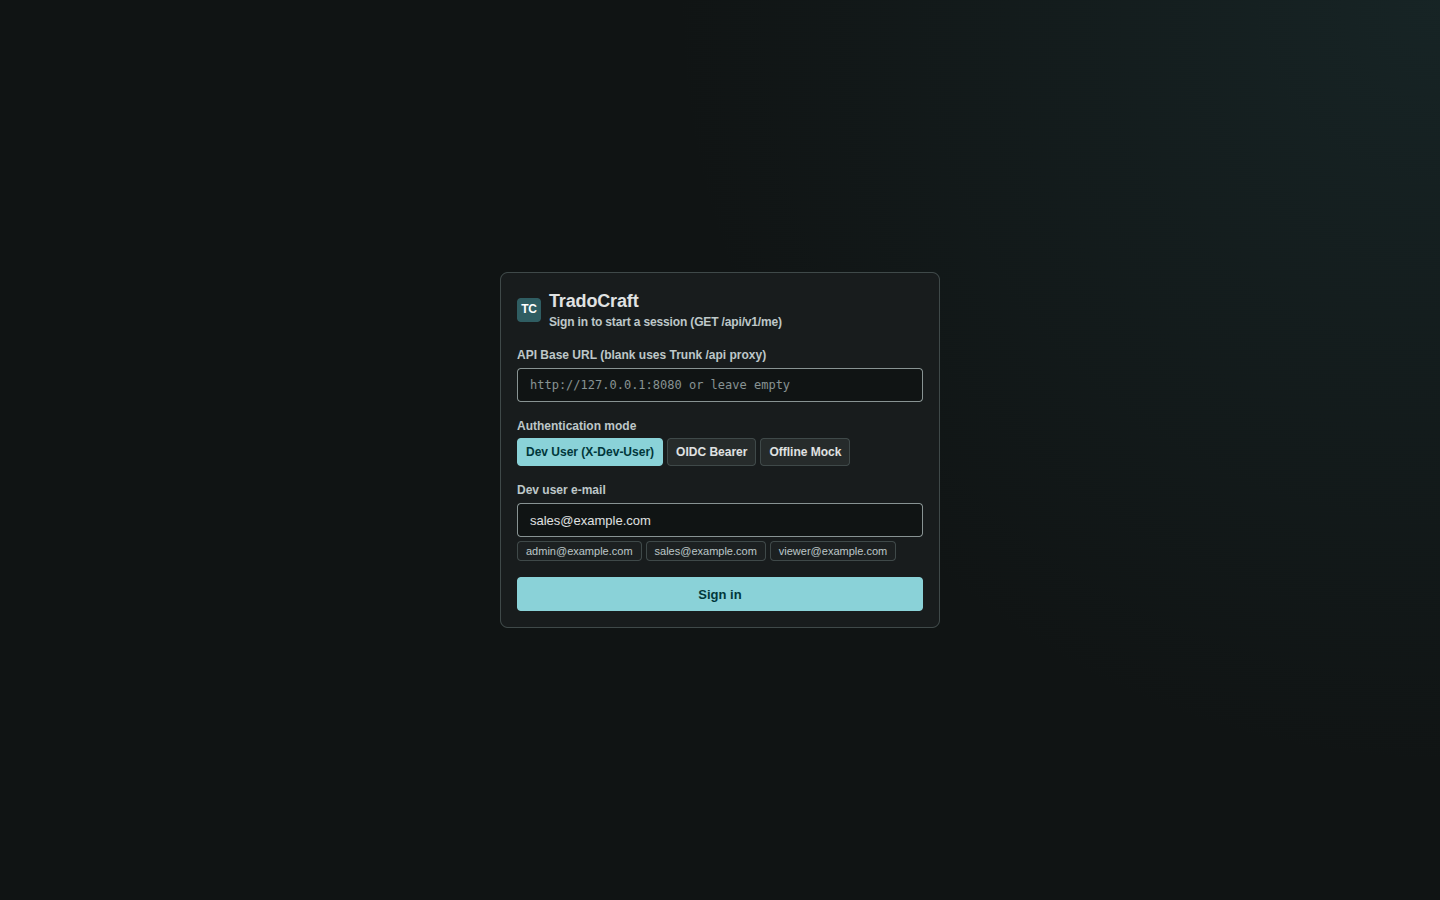 TC
TradoCraft
Sign in to start a session (GET /api/v1/me)
API Base URL (blank uses Trunk /api proxy)
http://127.0.0.1:8080 or leave empty
Authentication mode
Dev User (X-Dev-User) OIDC Bearer Offline Mock
Dev user e-mail
sales@example.com
admin@example.com sales@example.com viewer@example.com
Sign in